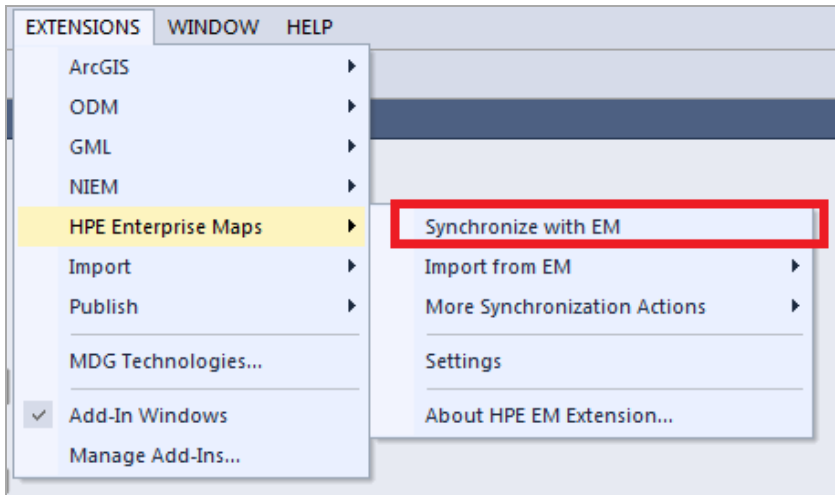 EXTENSIONS WINDOW HELP
ArcGIS
ODM
GML
NIEM
HPE Enterprise Maps
Import
Publish
MDG Technologies...
Add-In Windows
Manage Add-Ins...
Synchronize with EM
Import from EM
More Synchronization Actions
Settings
About HPE EM Extension...